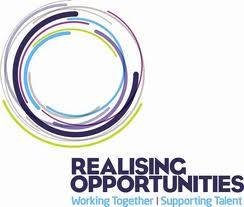 REALISING
OPPORTUNITIES
Working Together | Supporting Talent